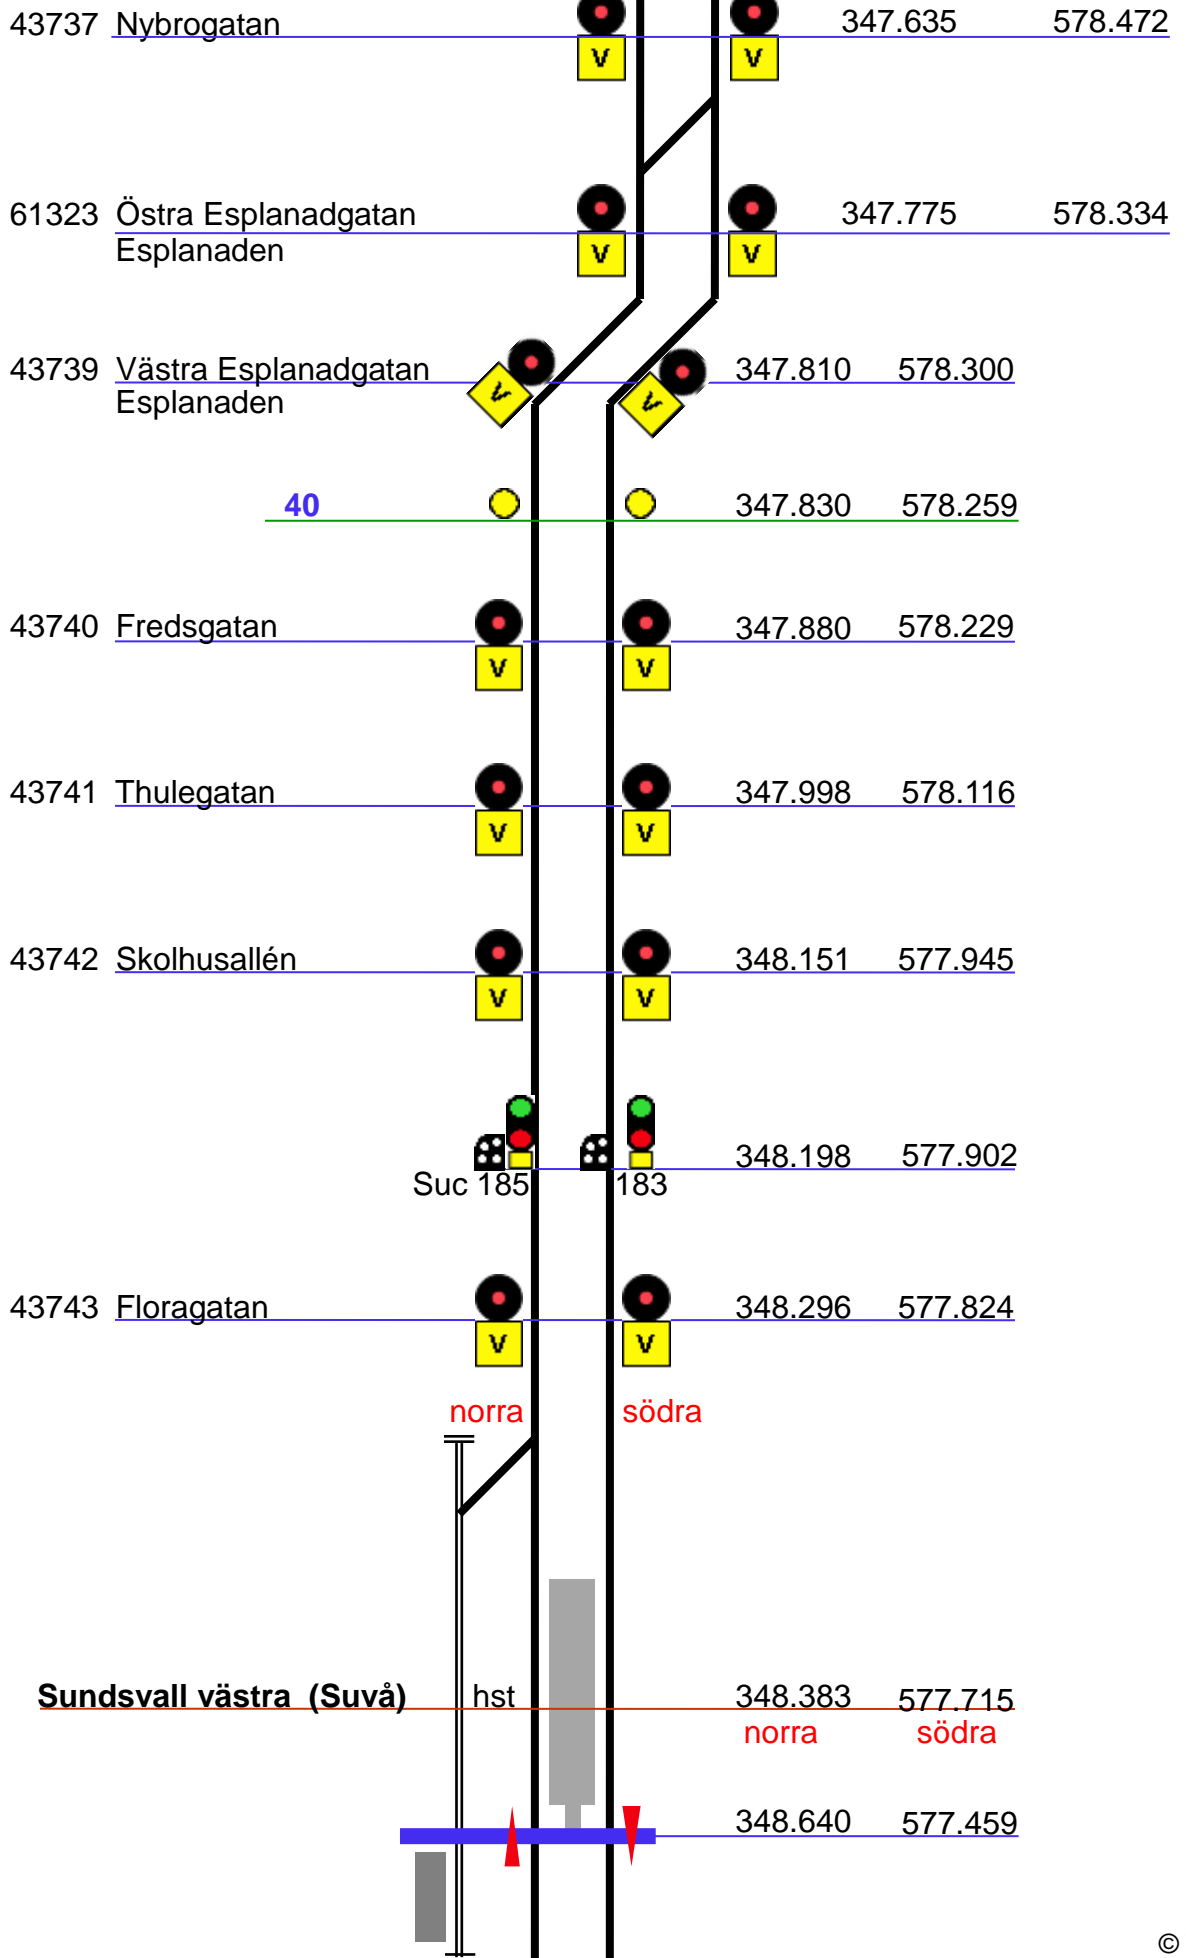 43737 Nybrogatan 347.635 578.472
V V
61323 Östra Esplanadgatan 347.775 578.334
Esplanaden
V V
43739 Västra Esplanadgatan 347.810 578.300
Esplanaden
V V
40 347.830 578.259
43740 Fredsgatan 347.880 578.229
V V
43741 Thulegatan 347.998 578.116
V V
43742 Skolhusallén 348.151 577.945
V V
348.198 577.902
Suc 185 183
43743 Floragatan 348.296 577.824
V V
norra södra
Sundsvall västra (Suvå) hst 348.383 577.715
norra södra
348.640 577.459
©